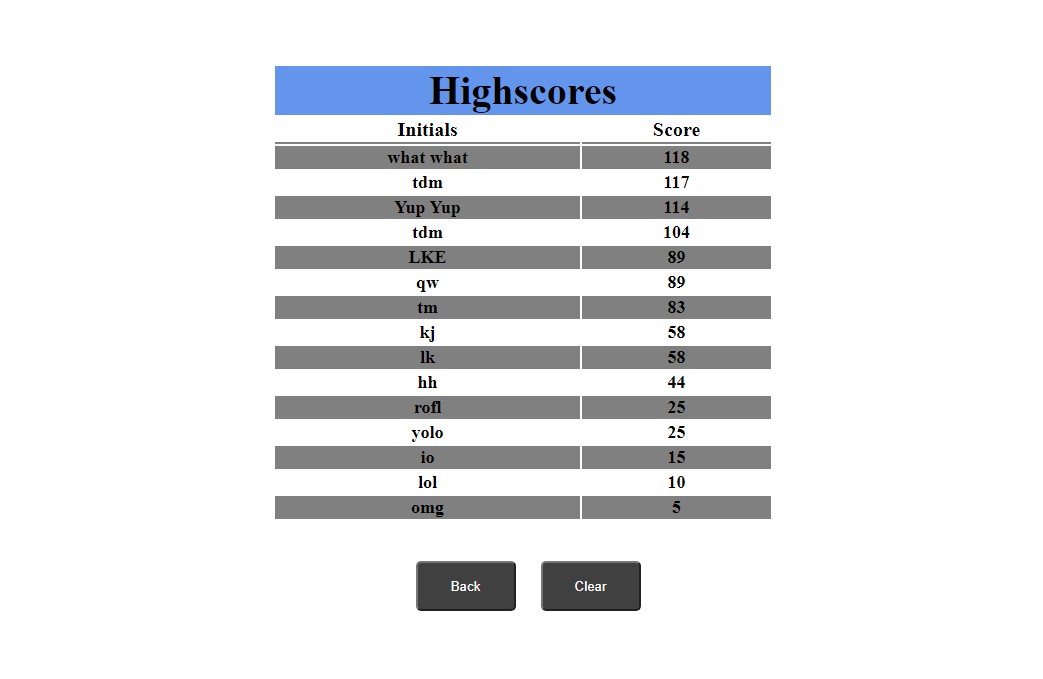 Highscores
Initials Score
what what 118
tdm 117
Yup Yup 114
tdm 104
LKE 89
qw 89
tm 83
kj 58
lk 58
hh 44
rofl 25
yolo 25
io 15
lol 10
omg 5
Back Clear